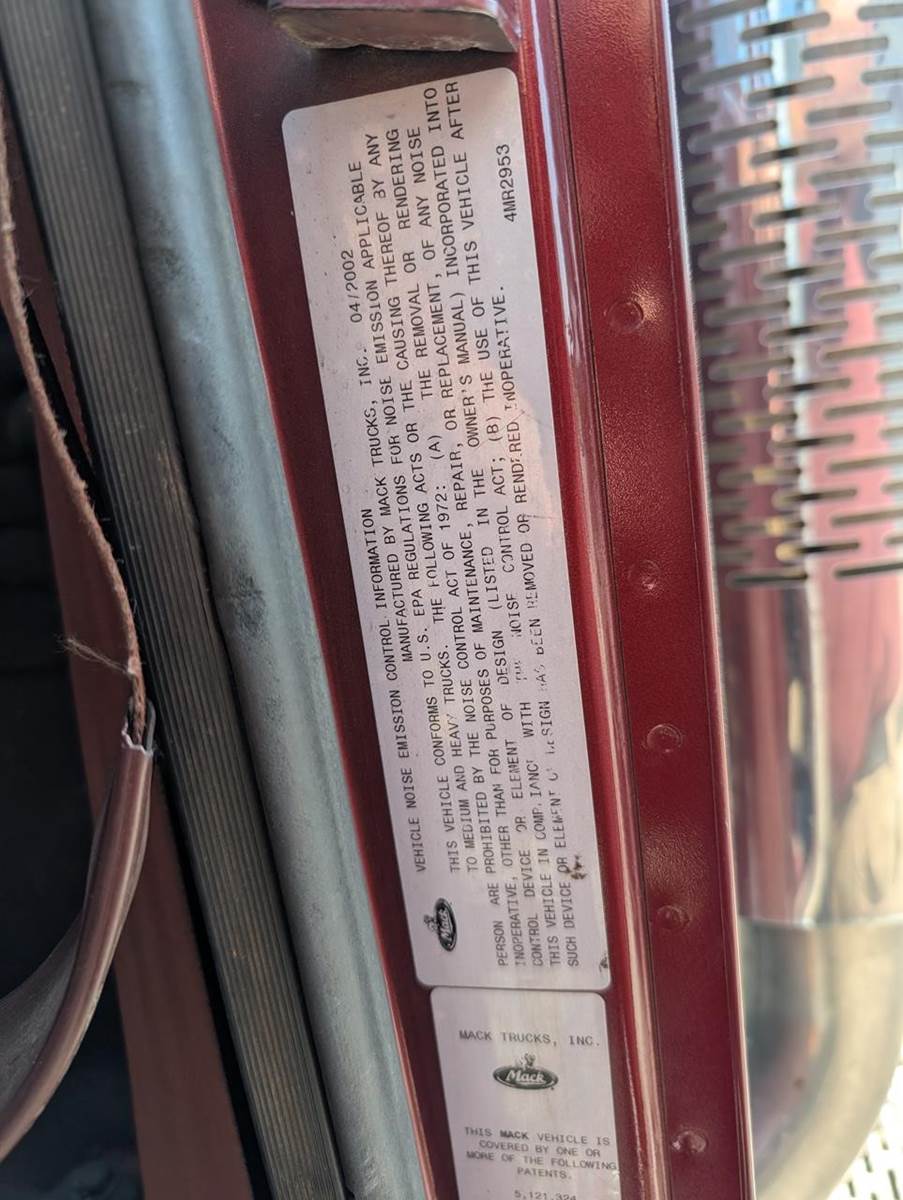 VEHICLE NOISE EMISSION CONTROL INFORMATION
MANUFACTURED BY MACK TRUCKS, INC. 04/2002
THIS VEHICLE CONFORMS TO U.S. EPA REGULATIONS FOR NOISE EMISSION APPLICABLE
TO MEDIUM AND HEAVY TRUCKS. THE FOLLOWING ACTS OR THE CAUSING THEREOF BY ANY
PERSON ARE PROHIBITED BY THE NOISE CONTROL ACT OF 1972: (A) THE REMOVAL OR RENDERING
INOPERATIVE, OTHER THAN FOR PURPOSES OF MAINTENANCE, REPAIR, OR REPLACEMENT, OF ANY NOISE
CONTROL DEVICE OR ELEMENT OF DESIGN (LISTED IN THE OWNER'S MANUAL) INCORPORATED INTO
THIS VEHICLE IN COMPLIANCE WITH THE NOISE CONTROL ACT; (B) THE USE OF THIS VEHICLE AFTER
SUCH DEVICE OR ELEMENT OF DESIGN HAS BEEN REMOVED OR RENDERED INOPERATIVE.
4MR2953
Mack
MACK TRUCKS, INC.
Mack
THIS MACK VEHICLE IS
COVERED BY ONE OR
MORE OF THE FOLLOWING
PATENTS.
5,121,324